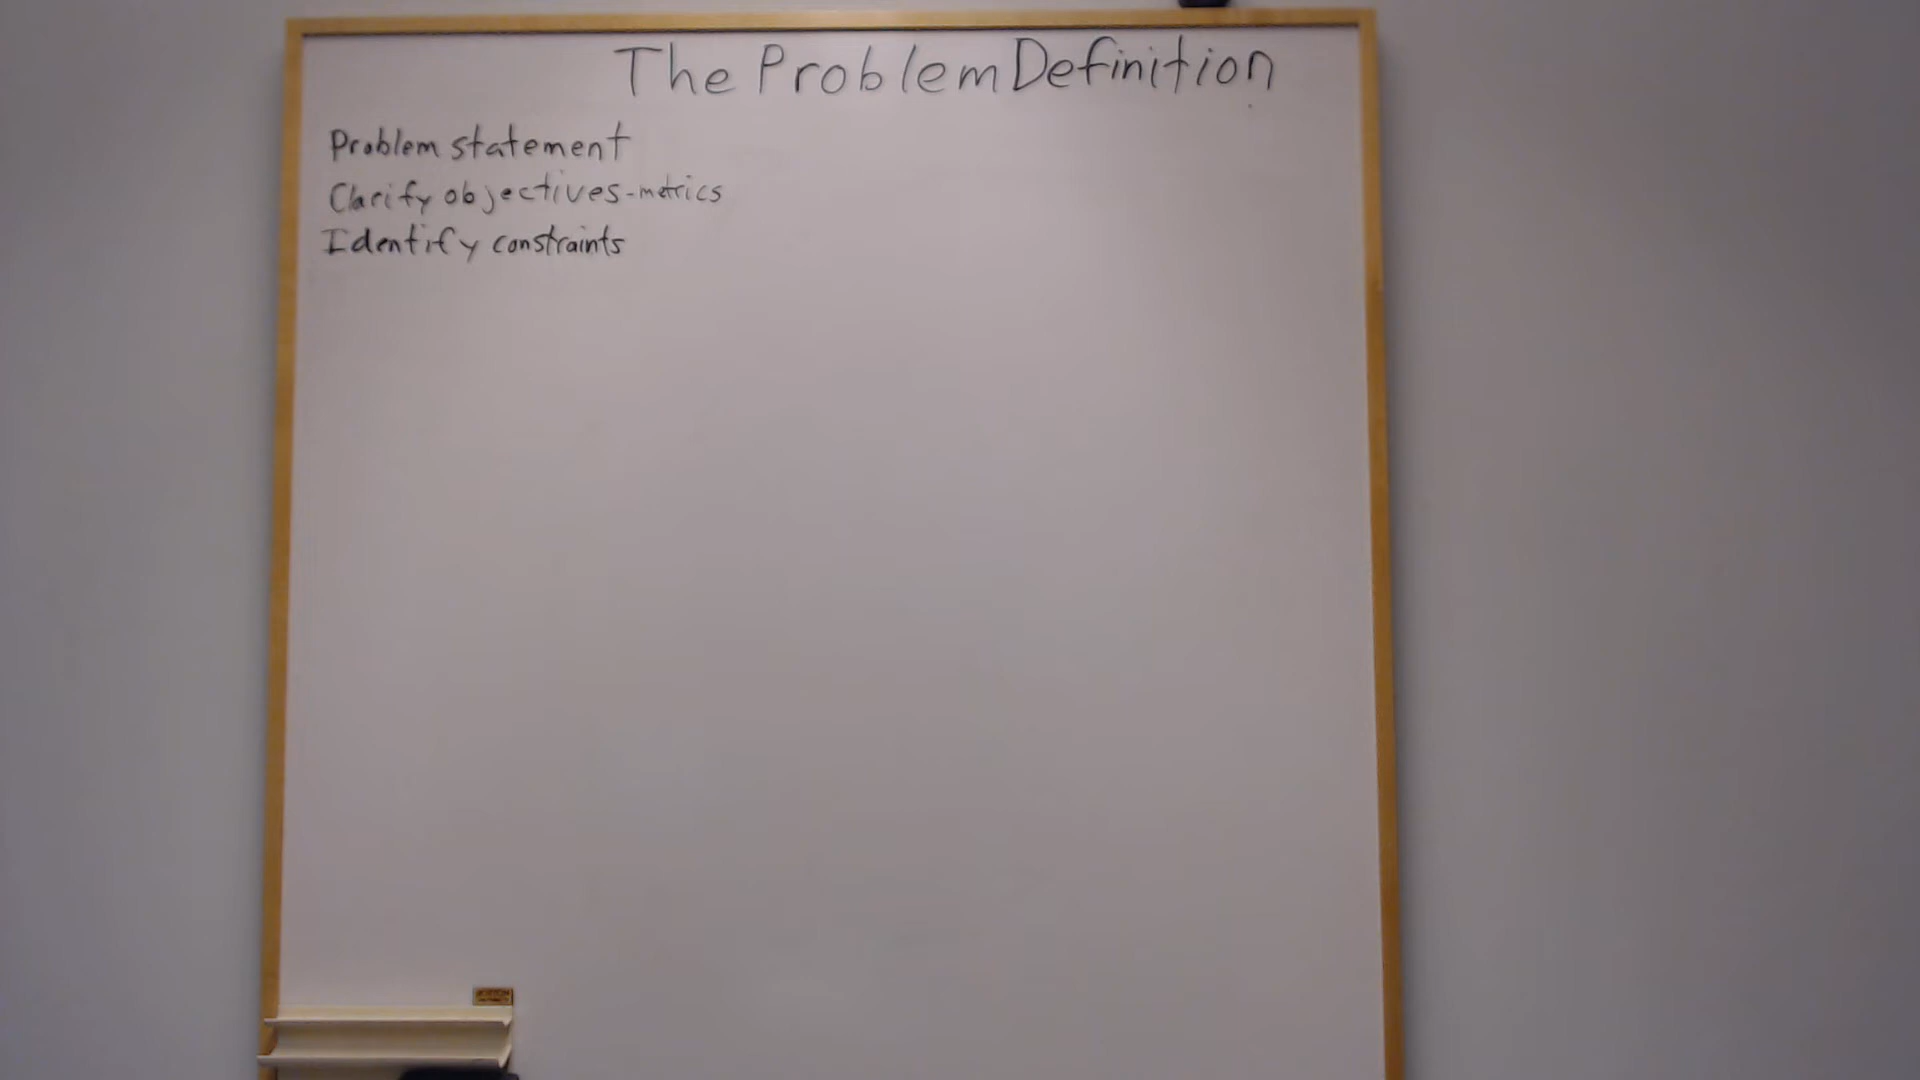 The Problem Definition
Problem statement
Clarify objectives-metrics
Identify constraints